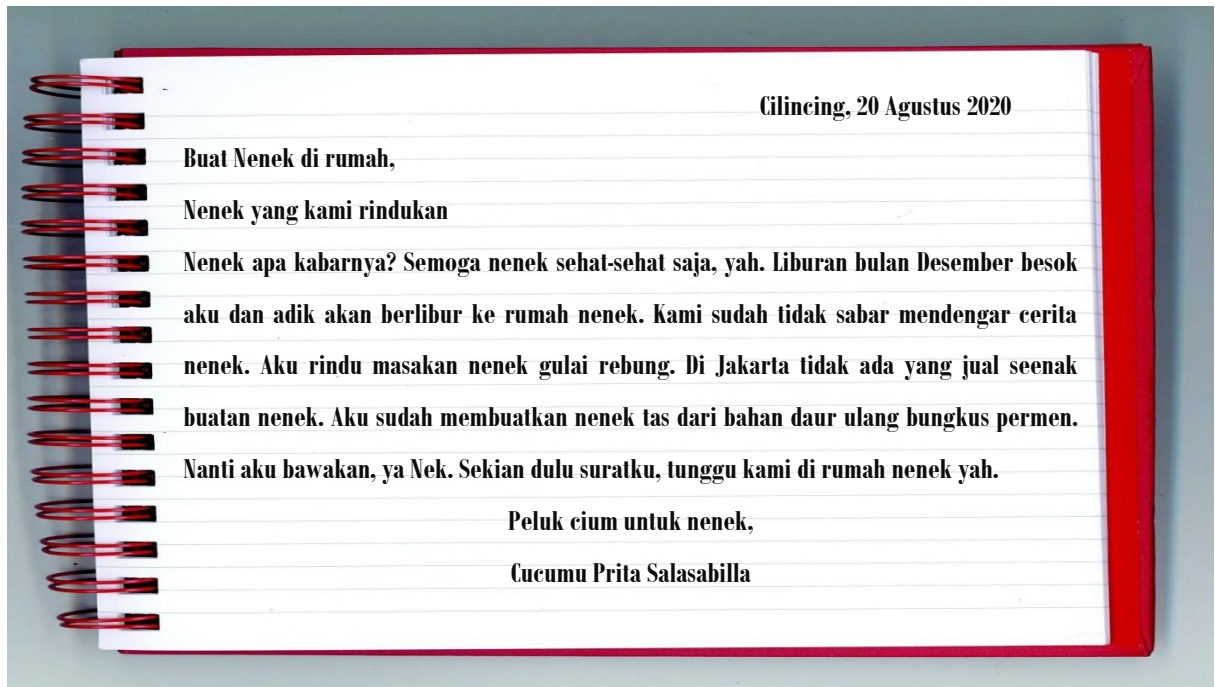 Cilincing, 20 Agustus 2020
Buat Nenek di rumah,
Nenek yang kami rindukan
Nenek apa kabarnya? Semoga nenek sehat-sehat saja, yah. Liburan bulan Desember besok
aku dan adik akan berlibur ke rumah nenek. Kami sudah tidak sabar mendengar cerita
nenek. Aku rindu masakan nenek gulai rebung. Di Jakarta tidak ada yang jual seenak
buatan nenek. Aku sudah membuatkan nenek tas dari bahan daur ulang bungkus permen.
Nanti aku bawakan, ya Nek. Sekian dulu suratku, tunggu kami di rumah nenek yah.
Peluk cium untuk nenek,
Cucumu Prita Salasabilla